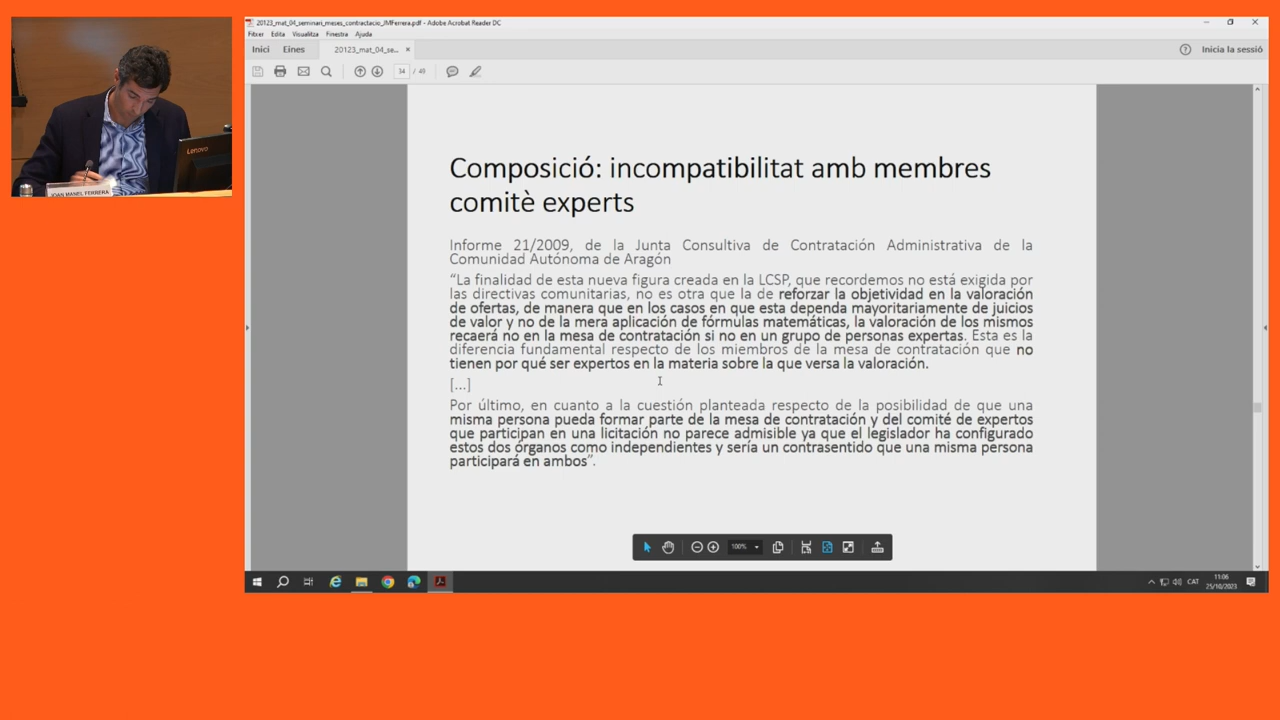 20123_mat_04_seminari_meses_contractacio_JMFerrera.pdf - Adobe Acrobat Reader DC
Fitxer Edita Visualitza Finestra Ajuda
Inici Eines 20123_mat_04_se... × Inicia la sessió
34 / 48
Composició: incompatibilitat amb membres
comitè experts
Informe 21/2009, de la Junta Consultiva de Contratación Administrativa de la
Comunidad Autónoma de Aragón
“La finalidad de esta nueva figura creada en la LCSP, que recordemos no está exigida por
las directivas comunitarias, no es otra que la de reforzar la objetividad en la valoración
de ofertas, de manera que en los casos en que esta dependa mayoritariamente de juicios
de valor y no de la mera aplicación de fórmulas matemáticas, la valoración de los mismos
recaerá no en la mesa de contratación si no en un grupo de personas expertas. Esta es la
diferencia fundamental respecto de los miembros de la mesa de contratación que no
tienen por qué ser expertos en la materia sobre la que versa la valoración.
[...]
Por último, en cuanto a la cuestión planteada respecto de la posibilidad de que una
misma persona pueda formar parte de la mesa de contratación y del comité de expertos
que participan en una licitación no parece admisible ya que el legislador ha configurado
estos dos órganos como independientes y sería un contrasentido que una misma persona
participará en ambos”.
100%
CAT
11:06
25/10/2023
Lenovo
JOAN MANEL FERRERA